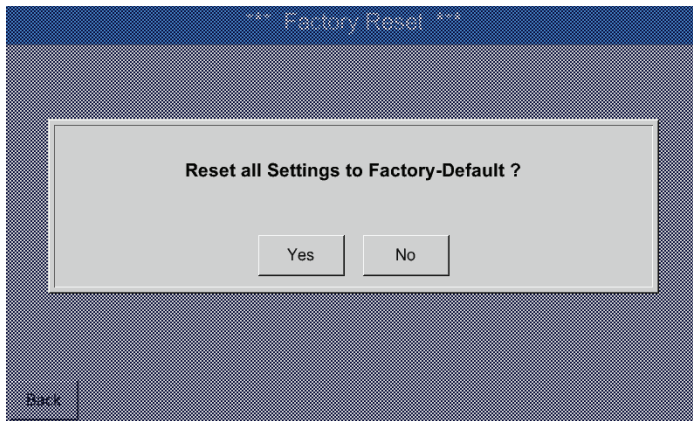 *** Factory Reset ***
Reset all Settings to Factory-Default ?
Yes No
Back